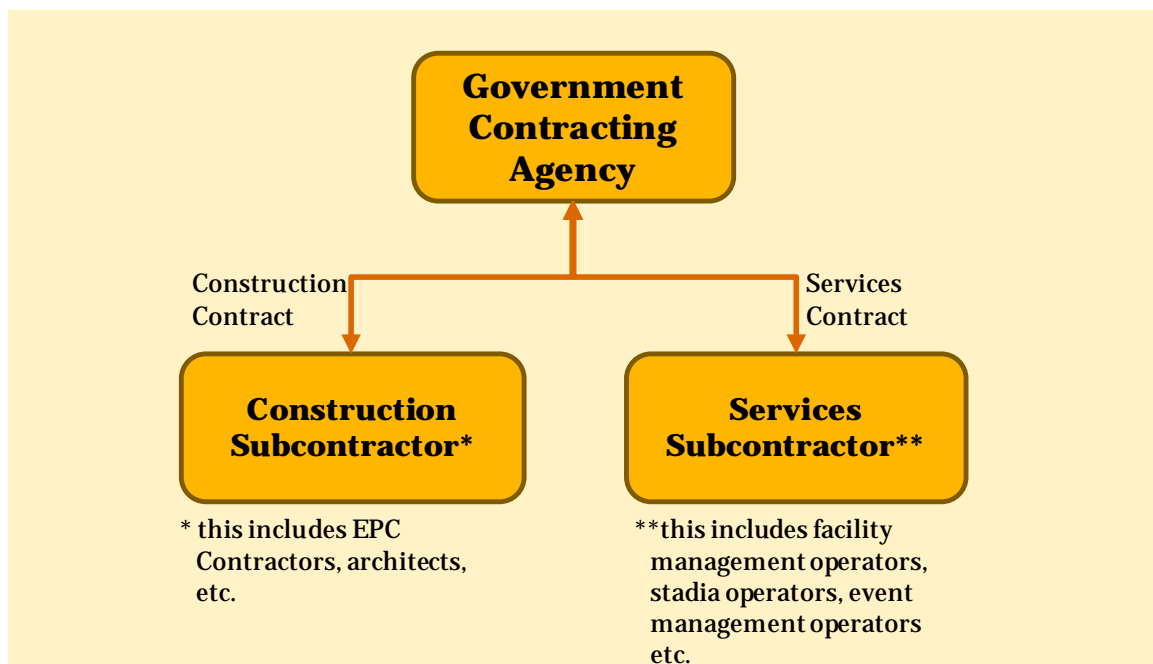 Government
Contracting
Agency
Construction
Contract
Services
Contract
Construction
Subcontractor*
Services
Subcontractor**
* this includes EPC
Contractors, architects,
etc.
**this includes facility
management operators,
stadia operators, event
management operators
etc.